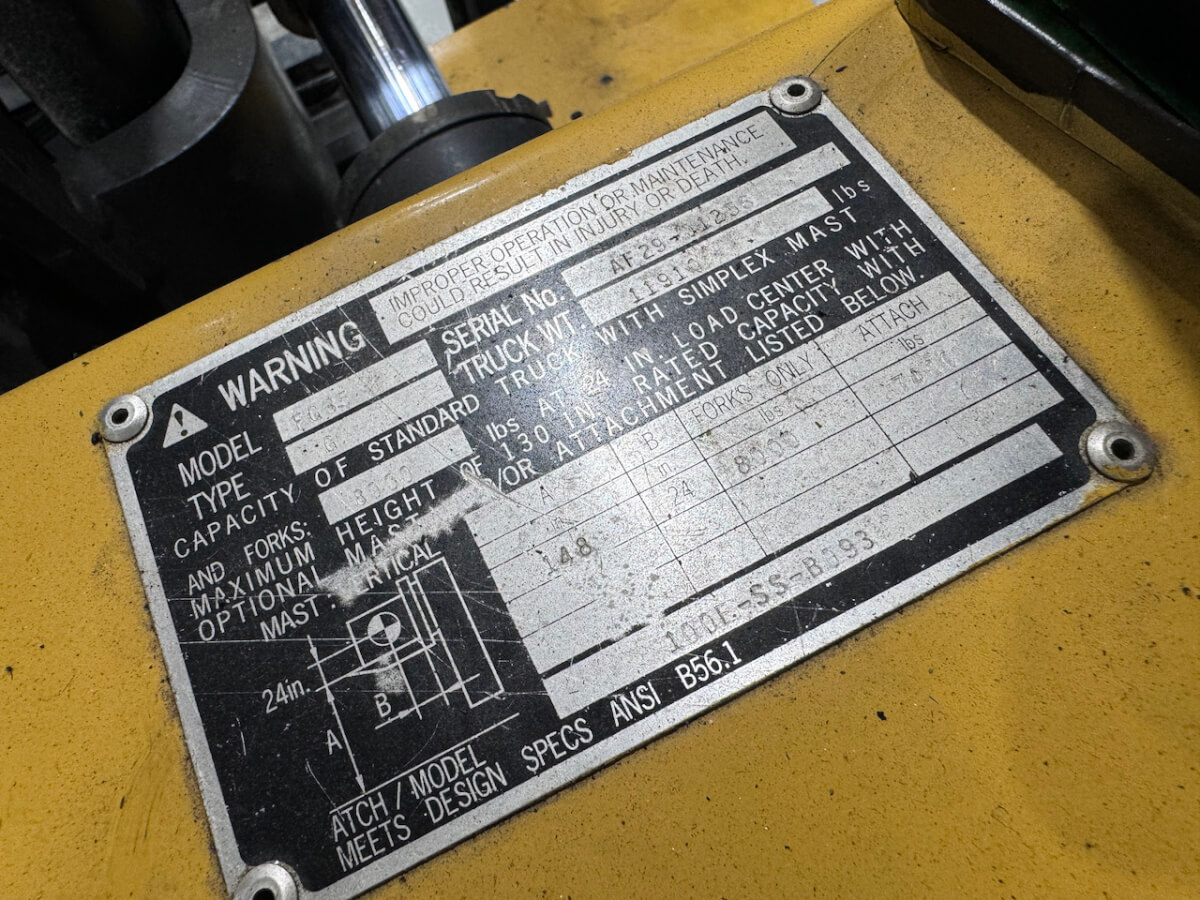 WARNING
IMPROPER OPERATION OR MAINTENANCE
COULD RESULT IN INJURY OR DEATH.
MODEL FG35
SERIAL No.
TYPE G
TRUCK WT. lbs
CAPACITY OF STANDARD TRUCK WITH SIMPLEX MAST
AND FORKS: lbs AT 24 IN. LOAD CENTER WITH
MAXIMUM HEIGHT OF 130 IN. RATED CAPACITY WITH
OPTIONAL MAST /OR ATTACHMENT LISTED BELOW.
MAST VERTICAL
A B FORKS ONLY ATTACH
in lbs lbs
148 24 8000
24in.
B
A
ATCH / MODEL
MEETS DESIGN SPECS ANSI B56.1